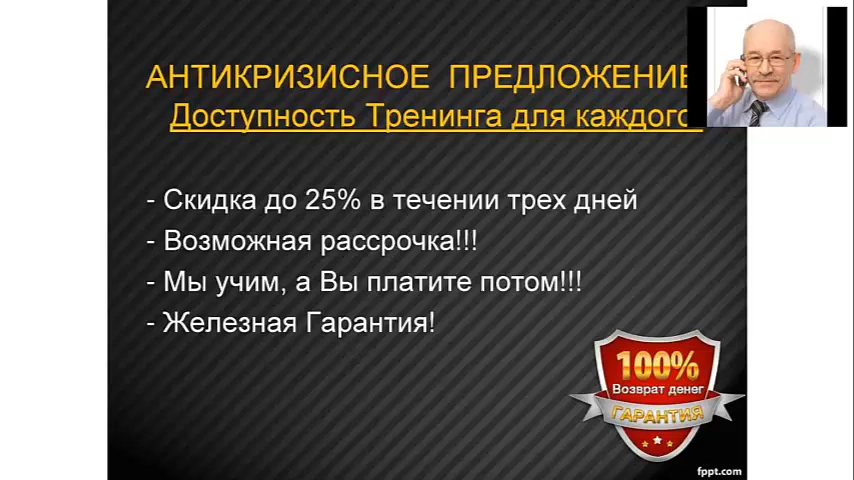 АНТИКРИЗИСНОЕ ПРЕДЛОЖЕНИЕ
Доступность Тренинга для каждого
- Скидка до 25% в течении трех дней
- Возможная рассрочка!!!
- Мы учим, а Вы платите потом!!!
- Железная Гарантия!
100%
Возврат денег
ГАРАНТИЯ
fppt.com